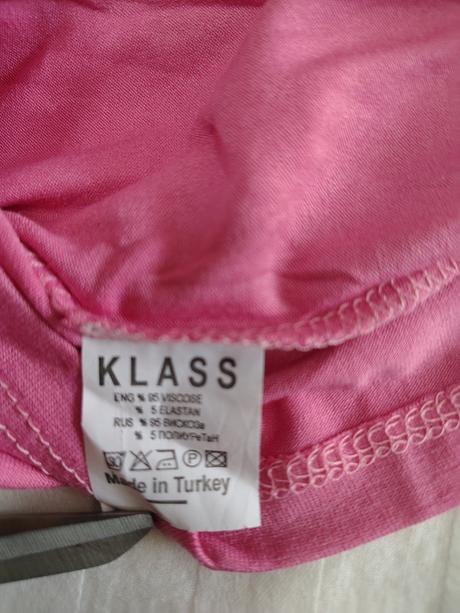 KLASS
ENG % 95 VISCOSE
% 5 ELASTAN
RUS % 95 ВИСКОЗа
% 5 ПОЛИУРеТаН
P
Made in Turkey